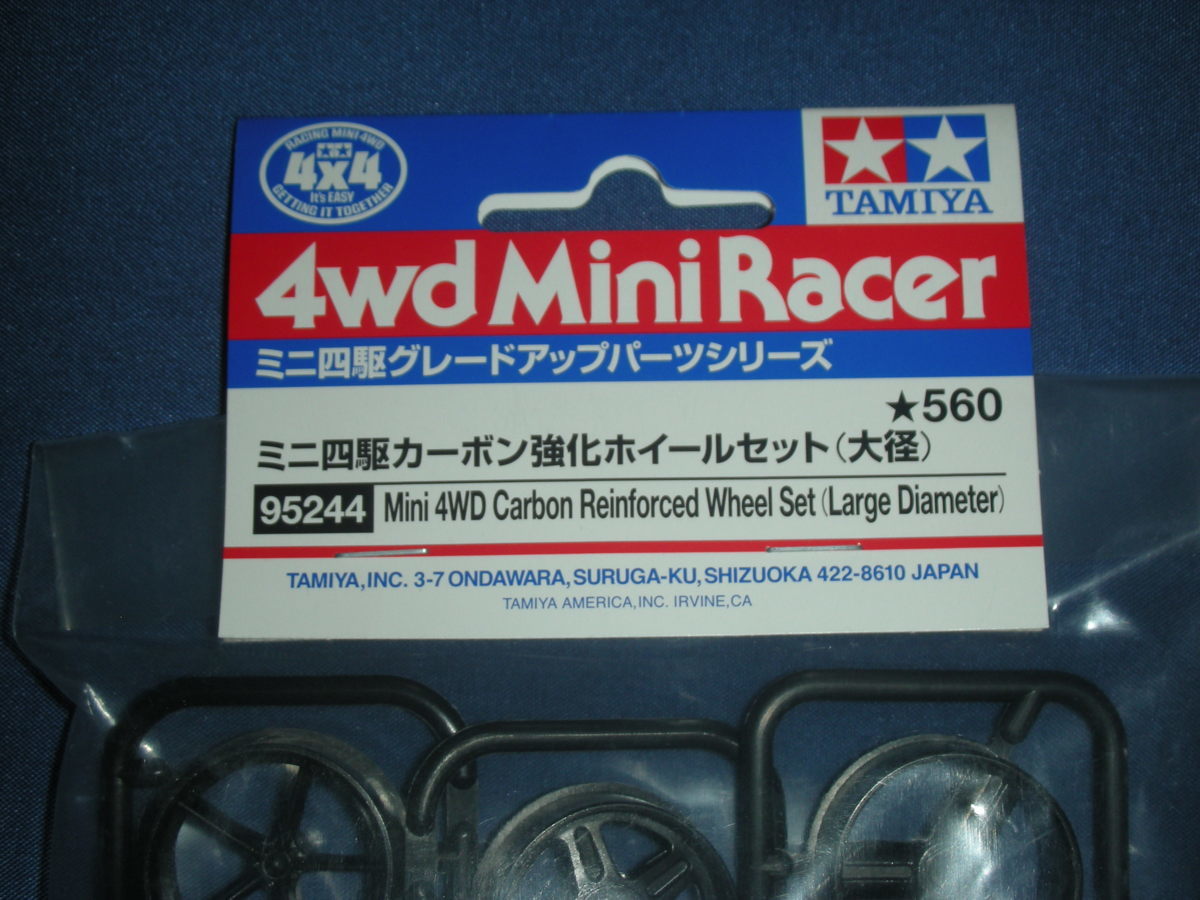 RACING MINI 4WD
4x4
It's EASY
GETTING IT TOGETHER
TAMIYA
4wd Mini Racer
ミニ四駆グレードアップパーツシリーズ
★560
ミニ四駆カーボン強化ホイールセット(大径)
95244 Mini 4WD Carbon Reinforced Wheel Set (Large Diameter)
TAMIYA, INC. 3-7 ONDAWARA, SURUGA-KU, SHIZUOKA 422-8610 JAPAN
TAMIYA AMERICA, INC. IRVINE, CA